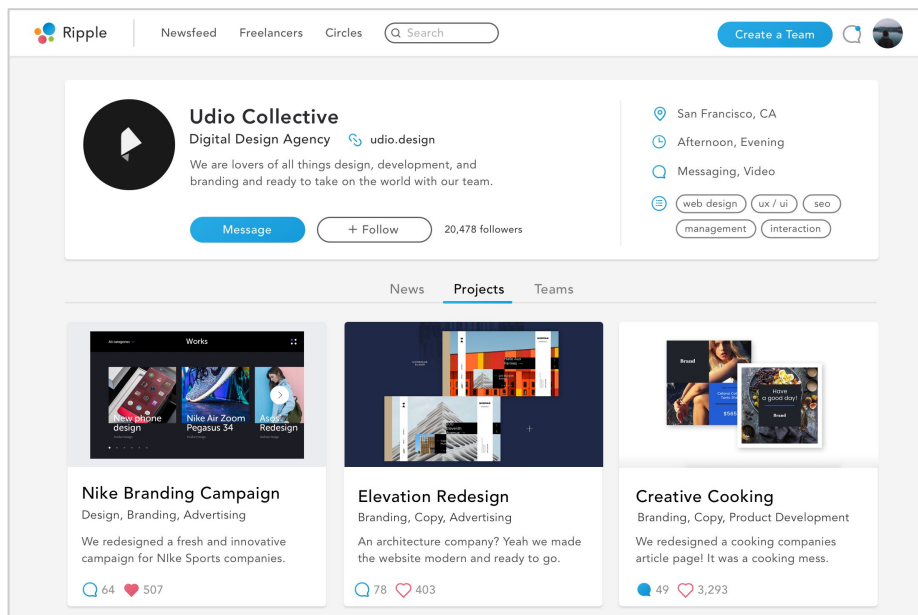 Ripple
Newsfeed
Freelancers
Circles
Search
Create a Team
Udio Collective
Digital Design Agency
udio.design
We are lovers of all things design, development, and
branding and ready to take on the world with our team.
Message
+ Follow
20,478 followers
San Francisco, CA
Afternoon, Evening
Messaging, Video
web design
ux / ui
seo
management
interaction
News
Projects
Teams
All categories
Works
New phone
design
Nike Air Zoom
Pegasus 34
Asos
Redesign
Nike Branding Campaign
Design, Branding, Advertising
We redesigned a fresh and innovative
campaign for NIke Sports companies.
64
507
Elevation Redesign
Branding, Copy, Advertising
An architecture company? Yeah we made
the website modern and ready to go.
78
403
Brand
$565
Have
a good day!
Brand
Creative Cooking
Branding, Copy, Product Development
We redesigned a cooking companies
article page! It was a cooking mess.
49
3,293